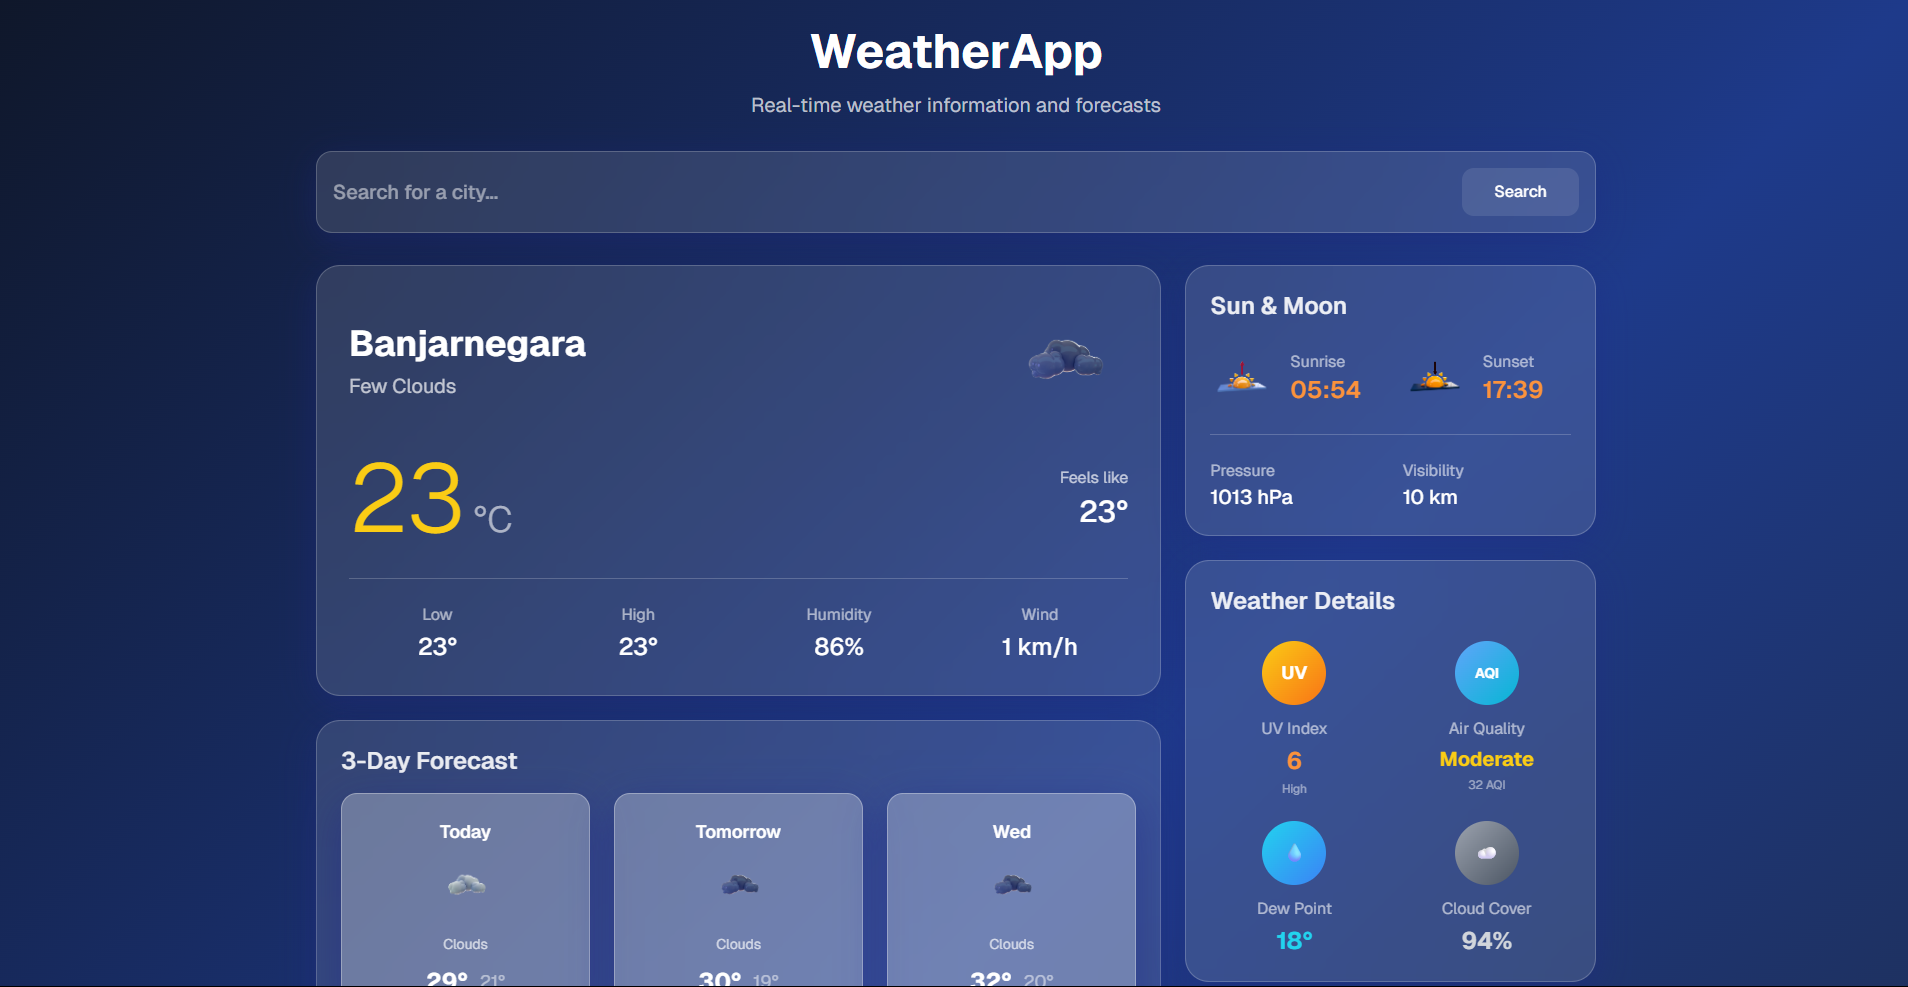 WeatherApp
Real-time weather information and forecasts
Search for a city...
Search
Banjarnegara
Few Clouds
23 °C
Feels like
23°
Low
23°
High
23°
Humidity
86%
Wind
1 km/h
3-Day Forecast
Today
Clouds
29° 21°
Tomorrow
Clouds
30° 19°
Wed
Clouds
32° 20°
Sun & Moon
Sunrise
05:54
Sunset
17:39
Pressure
1013 hPa
Visibility
10 km
Weather Details
UV
UV Index
6
High
AQI
Air Quality
Moderate
32 AQI
Dew Point
18°
Cloud Cover
94%